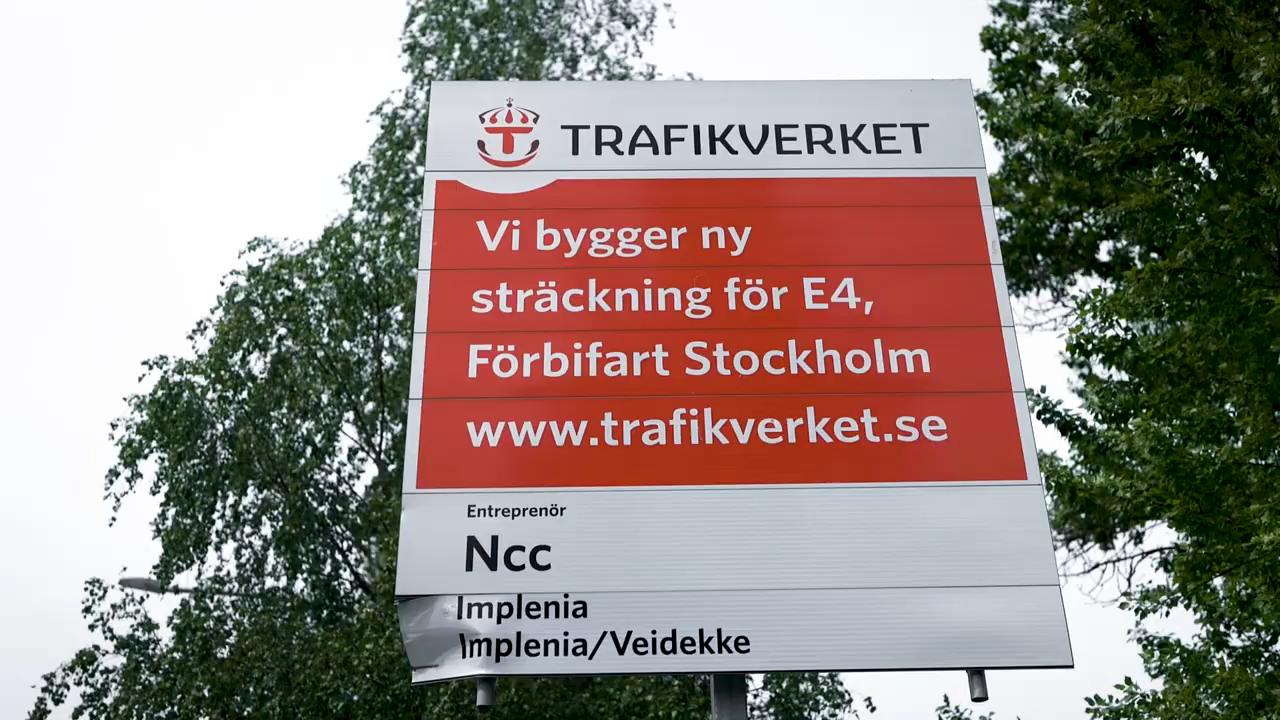 TRAFIKVERKET
Vi bygger ny
sträckning för E4,
Förbifart Stockholm
www.trafikverket.se
Entreprenör
Ncc
Implenia
Implenia/Veidekke